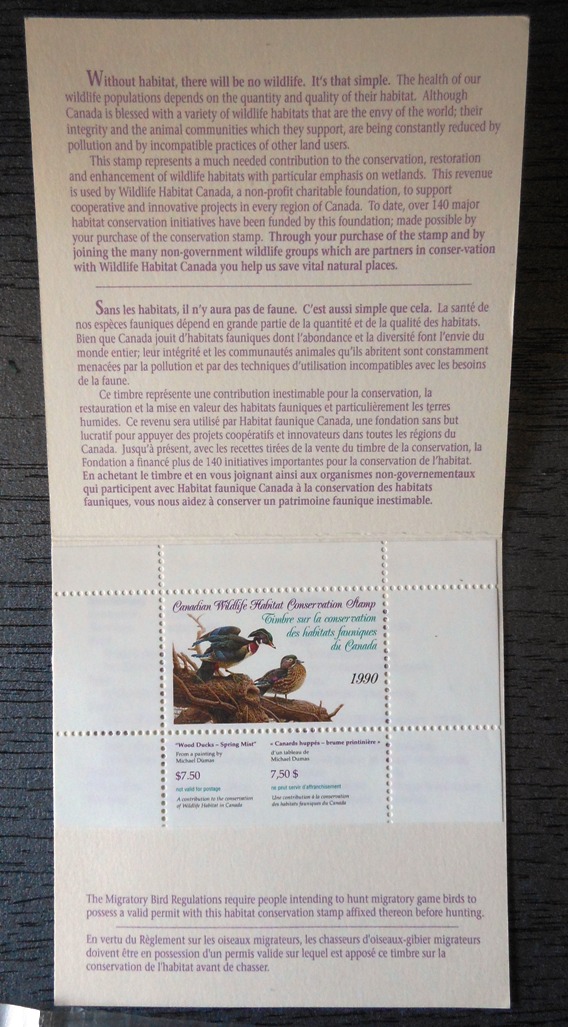 Without habitat, there will be no wildlife. It's that simple. The health of our
wildlife populations depends on the quantity and quality of their habitat. Although
Canada is blessed with a variety of wildlife habitats that are the envy of the world; their
integrity and the animal communities which they support, are being constantly reduced by
pollution and by incompatible practices of other land users.
This stamp represents a much needed contribution to the conservation, restoration
and enhancement of wildlife habitats with particular emphasis on wetlands. This revenue
is used by Wildlife Habitat Canada, a non-profit charitable foundation, to support
cooperative and innovative projects in every region of Canada. To date, over 140 major
habitat conservation initiatives have been funded by this foundation; made possible by
your purchase of the conservation stamp. Through your purchase of the stamp and by
joining the many non-government wildlife groups which are partners in conser-vation
with Wildlife Habitat Canada you help us save vital natural places.
Sans les habitats, il n'y aura pas de faune. C'est aussi simple que cela. La santé de
nos espèces fauniques dépend en grande partie de la quantité et de la qualité des habitats.
Bien que Canada jouit d'habitats fauniques dont l'abondance et la diversité font l'envie du
monde entier; leur intégrité et les communautés animales qu'ils abritent sont constamment
menacées par la pollution et par des techniques d'utilisation incompatibles avec les besoins
de la faune.
Ce timbre représente une contribution inestimable pour la conservation, la
restauration et la mise en valeur des habitats fauniques et particulièrement les terres
humides. Ce revenu sera utilisé par Habitat faunique Canada, une fondation sans but
lucratif pour appuyer des projets coopératifs et innovateurs dans toutes les régions du
Canada. Jusqu'à présent, avec les recettes tirées de la vente du timbre de la conservation, la
Fondation a financé plus de 140 initiatives importantes pour la conservation de l'habitat.
En achetant le timbre et en vous joignant ainsi aux organismes non-governementaux
qui participent avec Habitat faunique Canada à la conservation des habitats
fauniques, vous nous aidez à conserver un patrimoine faunique inestimable.
Canadian Wildlife Habitat Conservation Stamp
Timbre sur la conservation
des habitats fauniques
du Canada
1990
"Wood Ducks – Spring Mist"
From a painting by
Michael Dumas
$7.50
not valid for postage
A contribution to the conservation
of Wildlife Habitat in Canada
« Canards huppés – brume printinière »
d'un tableau de
Michael Dumas
7,50 $
ne peut servir d'affranchissement
Une contribution à la conservation
des habitats fauniques du Canada
The Migratory Bird Regulations require people intending to hunt migratory game birds to
possess a valid permit with this habitat conservation stamp affixed thereon before hunting.
En vertu du Règlement sur les oiseaux migrateurs, les chasseurs d'oiseaux-gibier migrateurs
doivent être en possession d'un permis valide sur lequel est apposé ce timbre sur la
conservation de l'habitat avant de chasser.